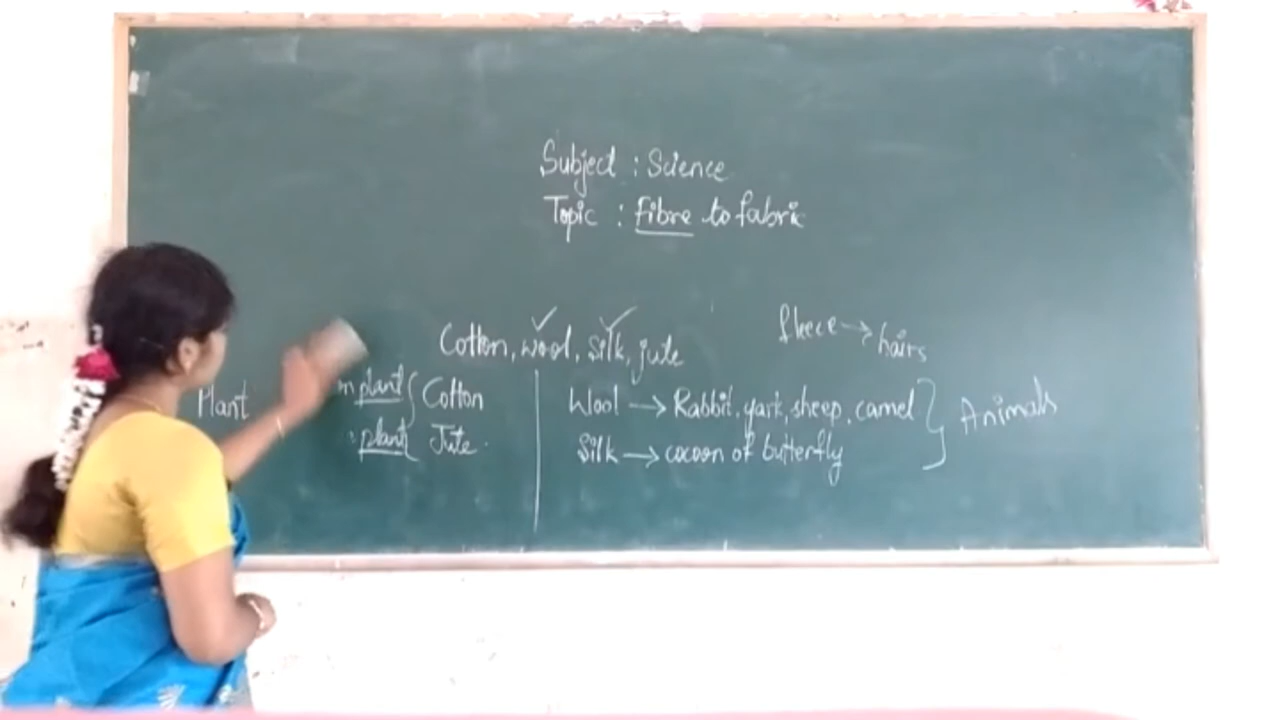 Subject : Science
Topic : fibre to fabric
fleece → hairs
Cotton, wool, silk, jute
Plant plant { Cotton
plant Jute
Wool → Rabbit, yark, sheep, camel } Animals
Silk → cocoon of butterfly